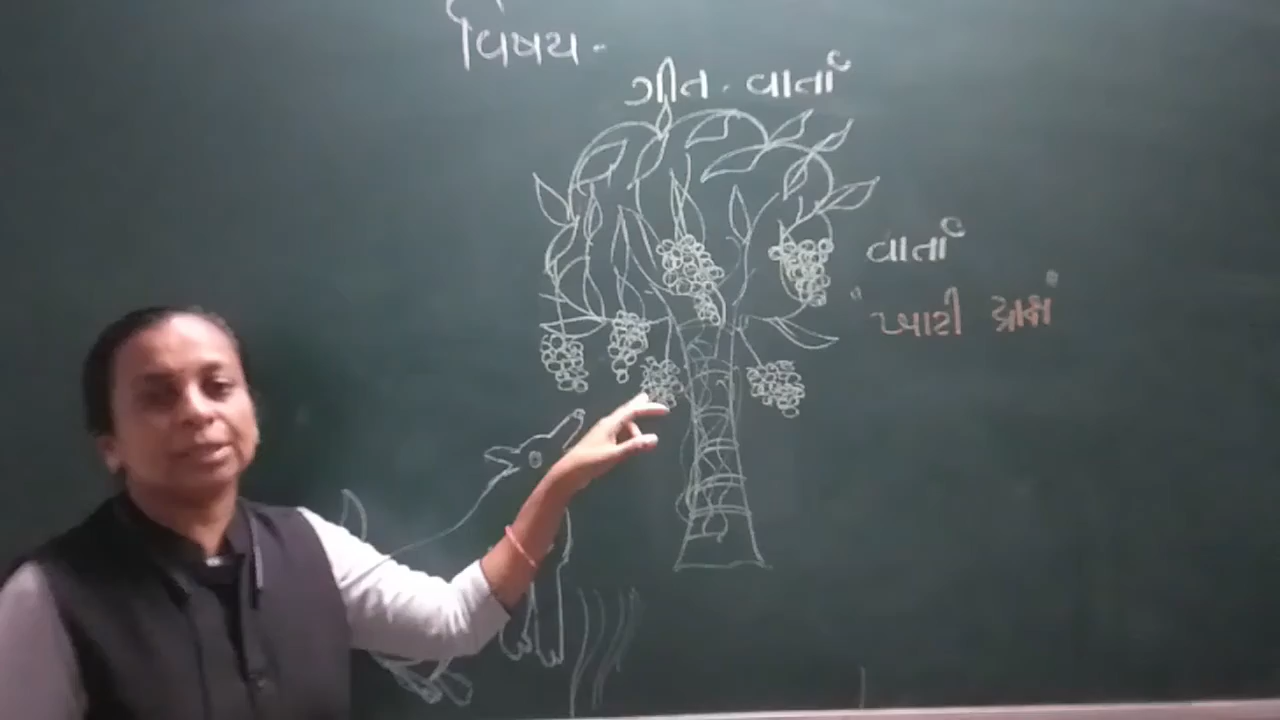 વિષય -
ગીત - વાર્તા
વાર્તા
"ખાટી દ્રાક્ષ"